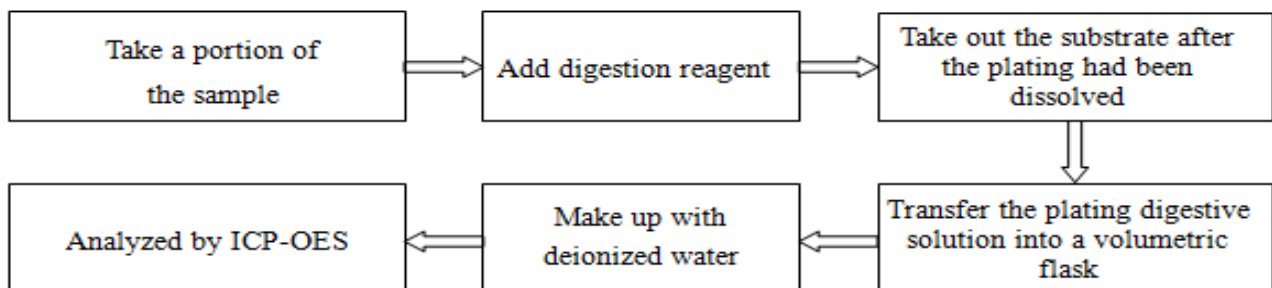 Take a portion of
the sample
Add digestion reagent
Take out the substrate after
the plating had been
dissolved
Transfer the plating digestive
solution into a volumetric
flask
Make up with
deionized water
Analyzed by ICP-OES